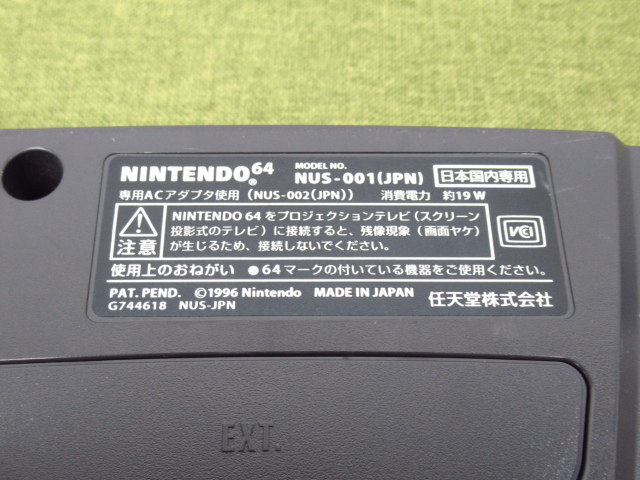 NINTENDO®64 MODEL NO. NUS-001(JPN) 日本国内専用
専用ACアダプタ使用(NUS-002(JPN)) 消費電力 約19W
注意
NINTENDO 64をプロジェクションテレビ(スクリーン
投影式のテレビ)に接続すると、残像現象(画面ヤケ)
が生じるため、接続しないでください。
VCI
使用上のおねがい ●64マークの付いている機器をご使用ください。
PAT. PEND. ©1996 Nintendo MADE IN JAPAN 任天堂株式会社
G744618 NUS-JPN
EXT.